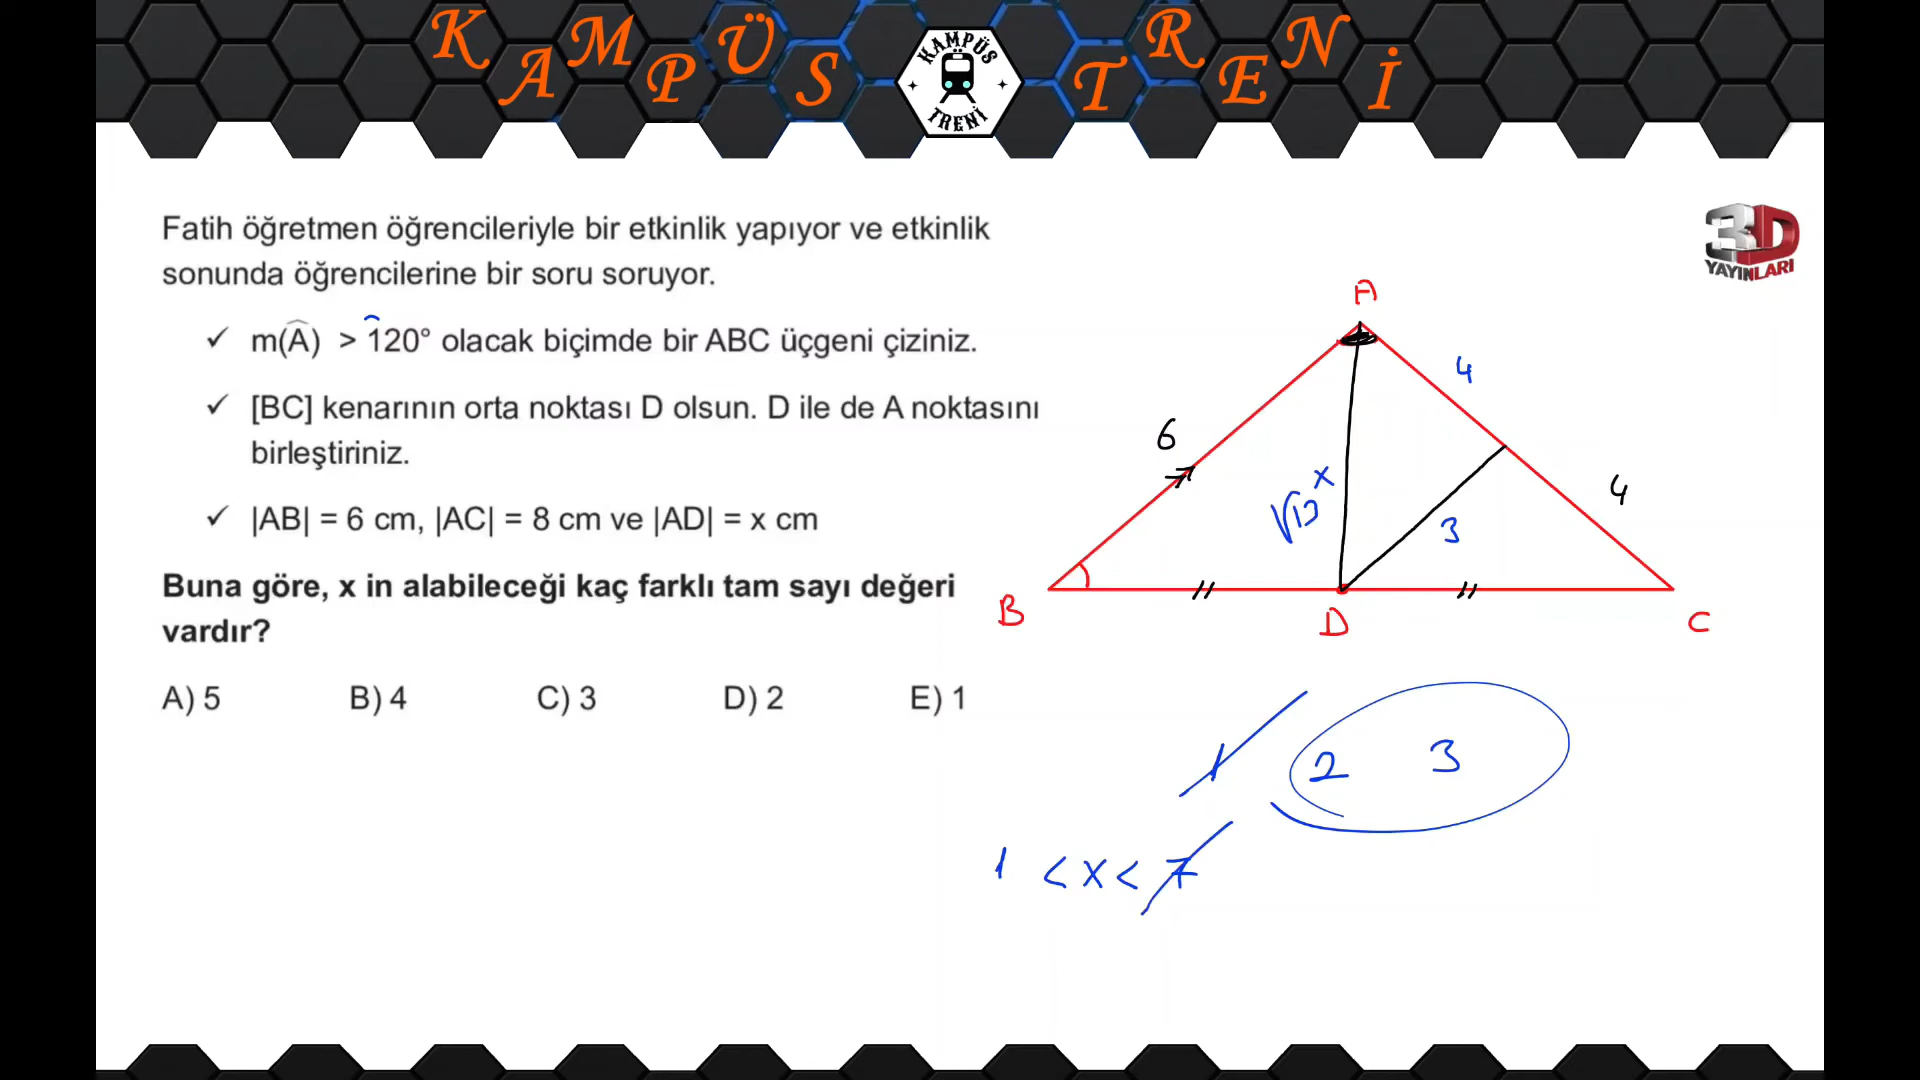 KAMPÜS TRENİ
KAMPÜS
TRENİ
3D
YAYINLARI
Fatih öğretmen öğrencileriyle bir etkinlik yapıyor ve etkinlik
sonunda öğrencilerine bir soru soruyor.
✓ m(Â) > 120° olacak biçimde bir ABC üçgeni çiziniz.
✓ [BC] kenarının orta noktası D olsun. D ile de A noktasını
birleştiriniz.
✓ |AB| = 6 cm, |AC| = 8 cm ve |AD| = x cm
Buna göre, x in alabileceği kaç farklı tam sayı değeri
vardır?
A) 5 B) 4 C) 3 D) 2 E) 1
A
4
6
x
√13
4
3
B
D
C
1 2 3
1 < x < 7